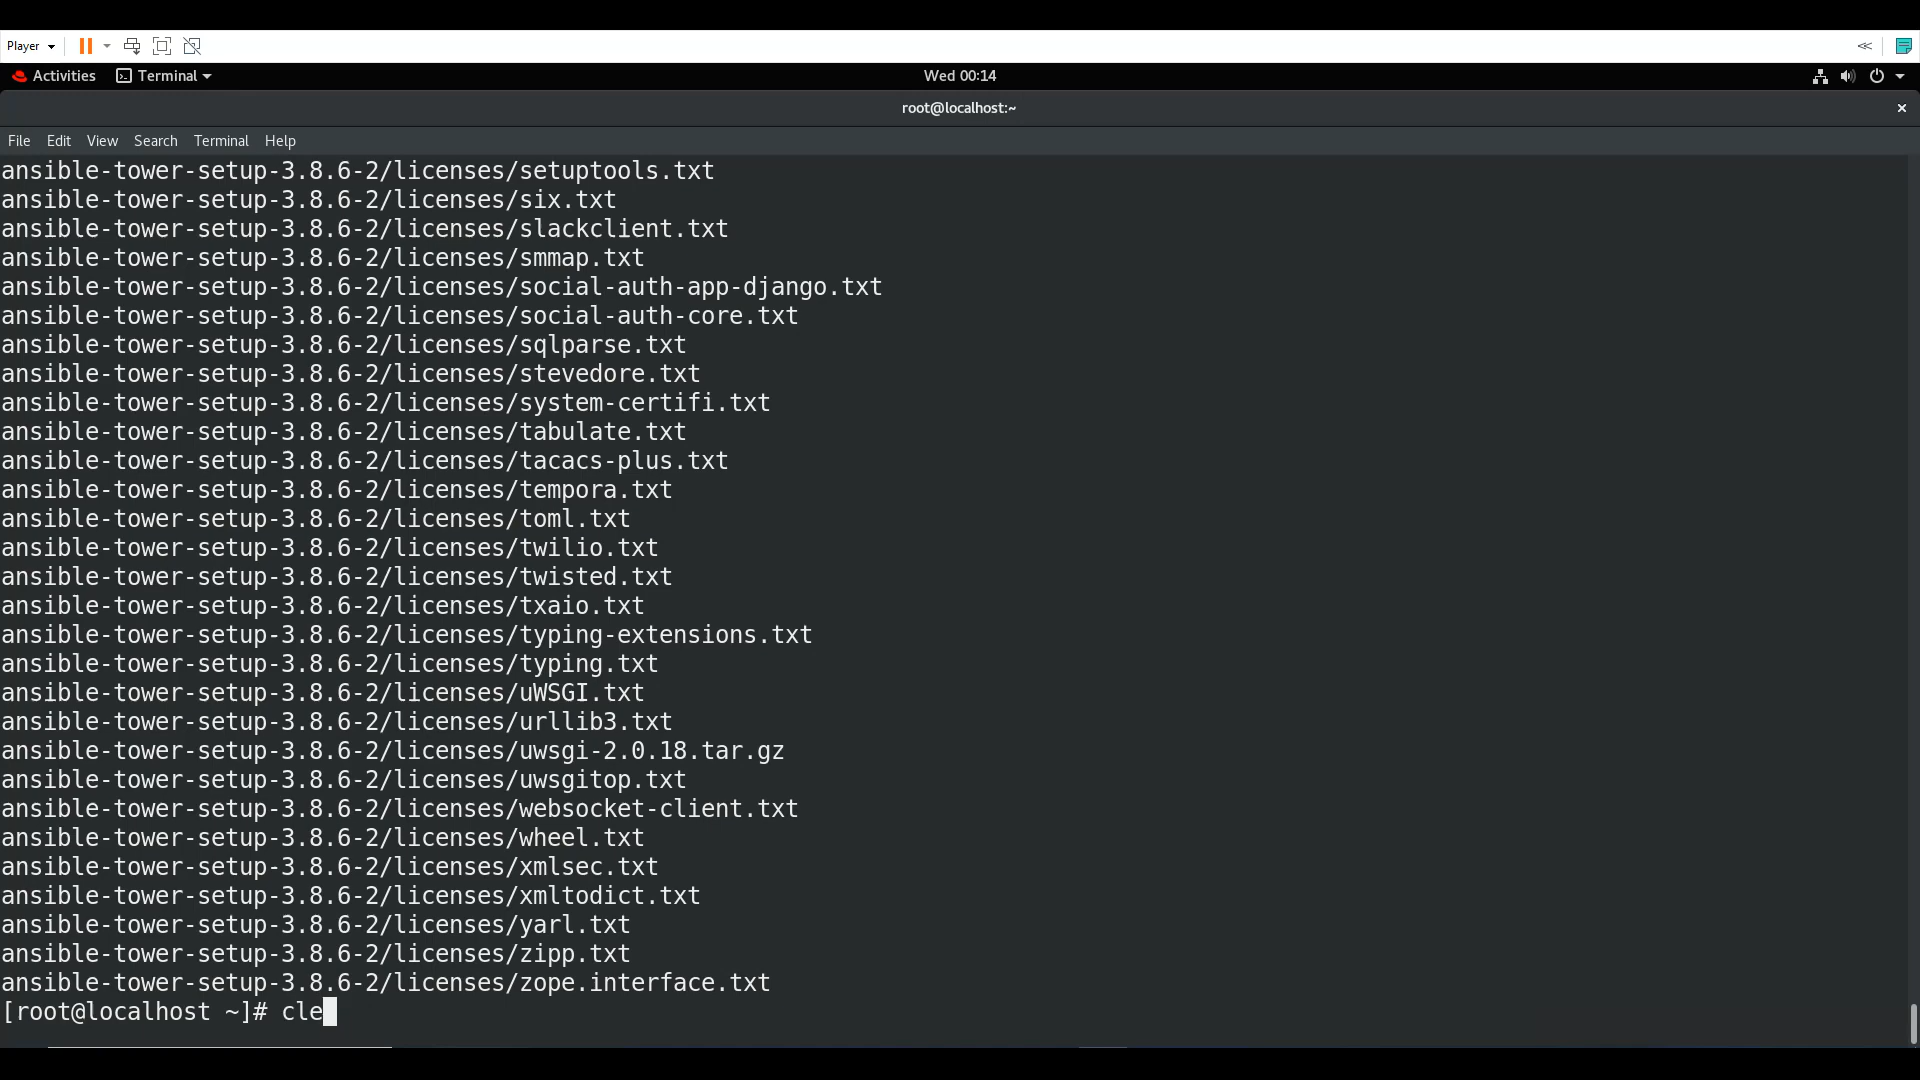 Player
Activities Terminal Wed 00:14
root@localhost:~
File Edit View Search Terminal Help
ansible-tower-setup-3.8.6-2/licenses/setuptools.txt
ansible-tower-setup-3.8.6-2/licenses/six.txt
ansible-tower-setup-3.8.6-2/licenses/slackclient.txt
ansible-tower-setup-3.8.6-2/licenses/smmap.txt
ansible-tower-setup-3.8.6-2/licenses/social-auth-app-django.txt
ansible-tower-setup-3.8.6-2/licenses/social-auth-core.txt
ansible-tower-setup-3.8.6-2/licenses/sqlparse.txt
ansible-tower-setup-3.8.6-2/licenses/stevedore.txt
ansible-tower-setup-3.8.6-2/licenses/system-certifi.txt
ansible-tower-setup-3.8.6-2/licenses/tabulate.txt
ansible-tower-setup-3.8.6-2/licenses/tacacs-plus.txt
ansible-tower-setup-3.8.6-2/licenses/tempora.txt
ansible-tower-setup-3.8.6-2/licenses/toml.txt
ansible-tower-setup-3.8.6-2/licenses/twilio.txt
ansible-tower-setup-3.8.6-2/licenses/twisted.txt
ansible-tower-setup-3.8.6-2/licenses/txaio.txt
ansible-tower-setup-3.8.6-2/licenses/typing-extensions.txt
ansible-tower-setup-3.8.6-2/licenses/typing.txt
ansible-tower-setup-3.8.6-2/licenses/uWSGI.txt
ansible-tower-setup-3.8.6-2/licenses/urllib3.txt
ansible-tower-setup-3.8.6-2/licenses/uwsgi-2.0.18.tar.gz
ansible-tower-setup-3.8.6-2/licenses/uwsgitop.txt
ansible-tower-setup-3.8.6-2/licenses/websocket-client.txt
ansible-tower-setup-3.8.6-2/licenses/wheel.txt
ansible-tower-setup-3.8.6-2/licenses/xmlsec.txt
ansible-tower-setup-3.8.6-2/licenses/xmltodict.txt
ansible-tower-setup-3.8.6-2/licenses/yarl.txt
ansible-tower-setup-3.8.6-2/licenses/zipp.txt
ansible-tower-setup-3.8.6-2/licenses/zope.interface.txt
[root@localhost ~]# cle